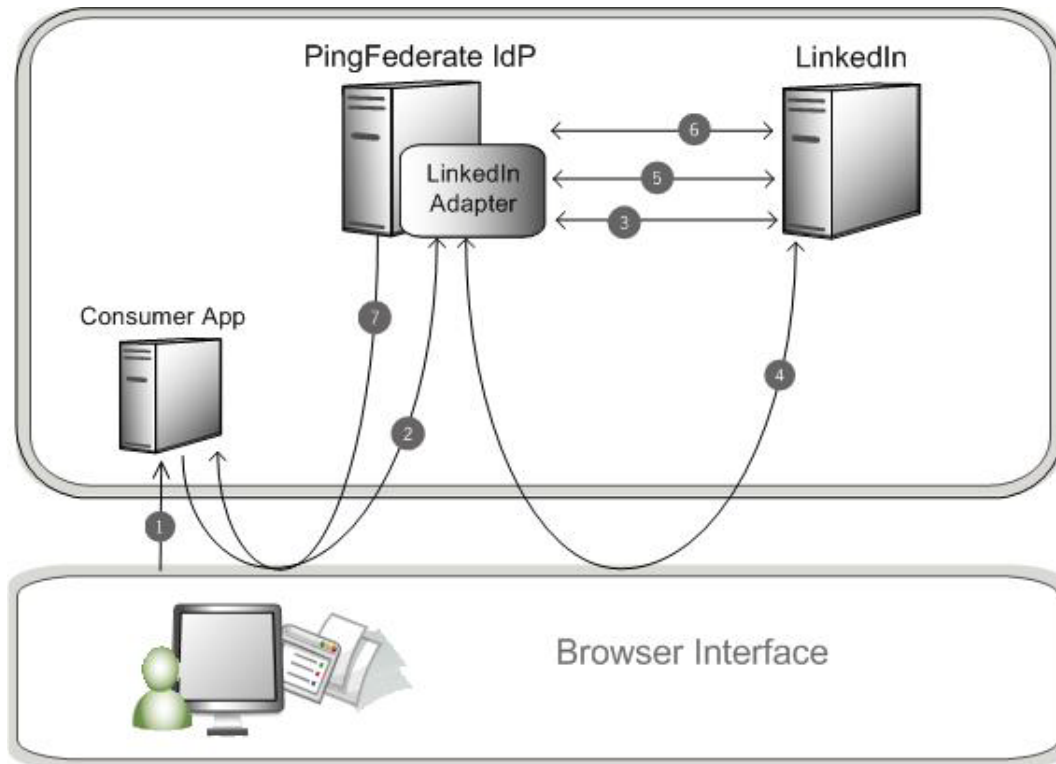 PingFederate IdP
LinkedIn
6
LinkedIn
Adapter
5
3
Consumer App
7
4
2
1
Browser Interface